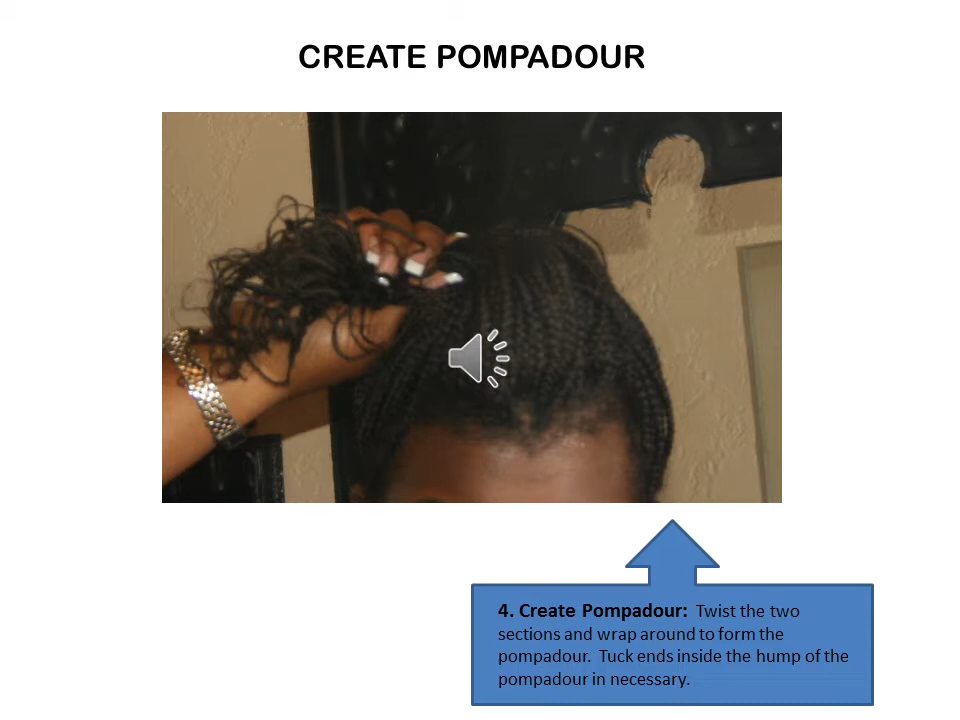 CREATE POMPADOUR
4. Create Pompadour: Twist the two
sections and wrap around to form the
pompadour. Tuck ends inside the hump of the
pompadour in necessary.